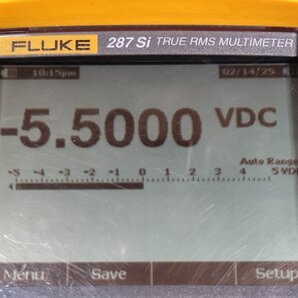 FLUKE 287 Si TRUE RMS MULTIMETER
10:15pm 02/14/25
-5.5000 VDC
Auto Range
-5 -4 -3 -2 -1 0 1 2 3 4 5 VDC
Menu Save Setup